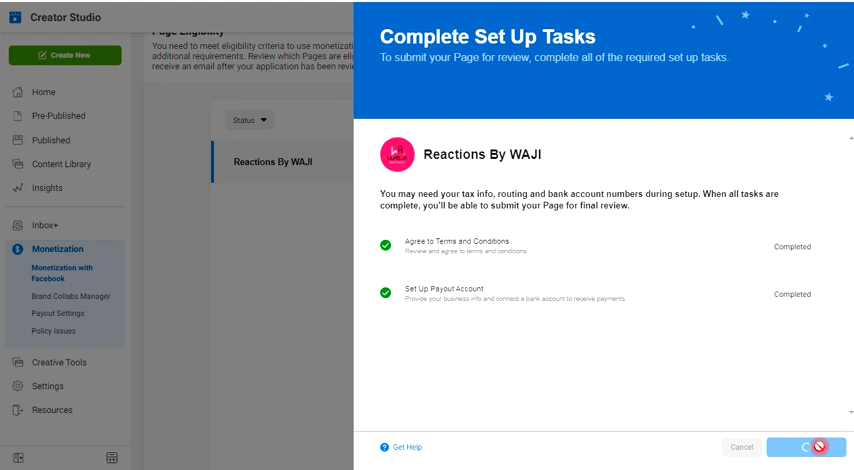 Creator Studio
Create New
Home
Pre-Published
Published
Content Library
Insights
Inbox+
Monetization
Monetization with
Facebook
Brand Collabs Manager
Payout Settings
Policy Issues
Creative Tools
Settings
Resources
Page Eligibility
You need to meet eligibility criteria to use monetizati
additional requirements. Review which Pages are elig
receive an email after your application has been revie
Status
Reactions By WAJI
Complete Set Up Tasks
To submit your Page for review, complete all of the required set up tasks.
WAJI
Reactions By WAJI
You may need your tax info, routing and bank account numbers during setup. When all tasks are
complete, you'll be able to submit your Page for final review.
Agree to Terms and Conditions
Review and agree to terms and conditions
Completed
Set Up Payout Account
Provide your business info and connect a bank account to receive payments
Completed
Get Help
Cancel